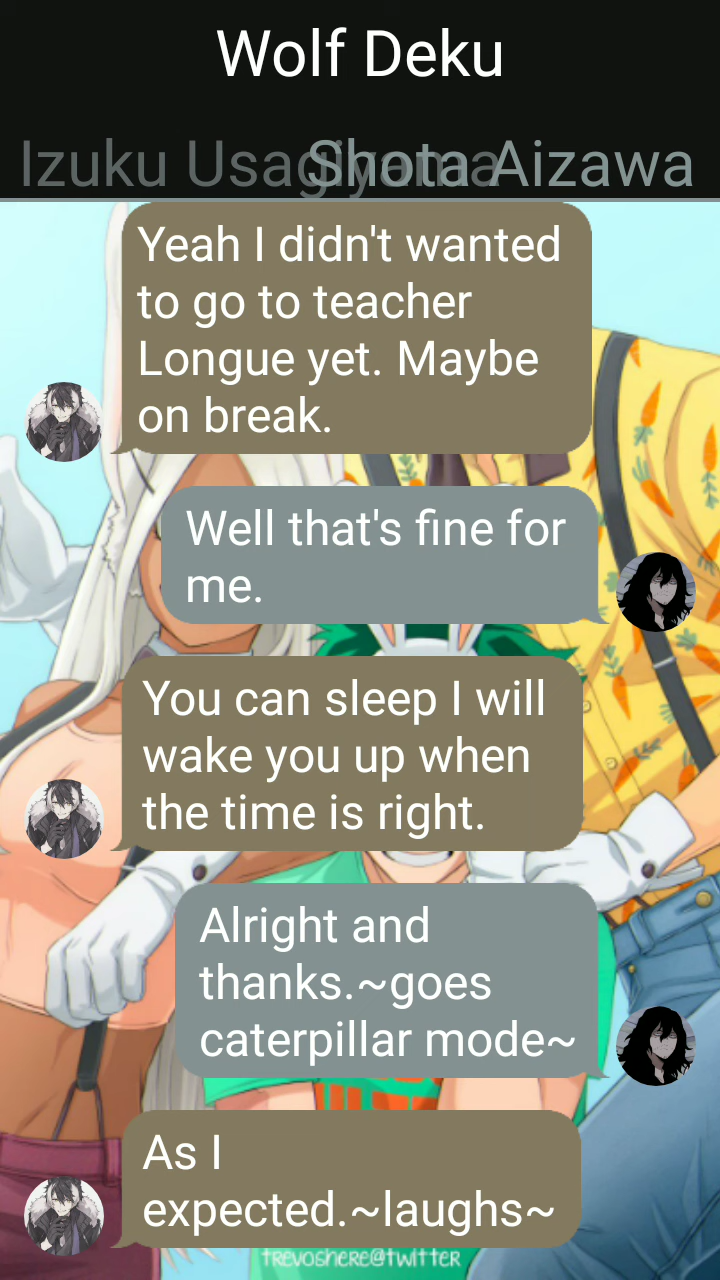 Wolf Deku
Izuku Usagiyama Shota Aizawa
Yeah I didn't wanted
to go to teacher
Longue yet. Maybe
on break.
Well that's fine for
me.
You can sleep I will
wake you up when
the time is right.
Alright and
thanks.~goes
caterpillar mode~
As I
expected.~laughs~
trevoshere@twitter